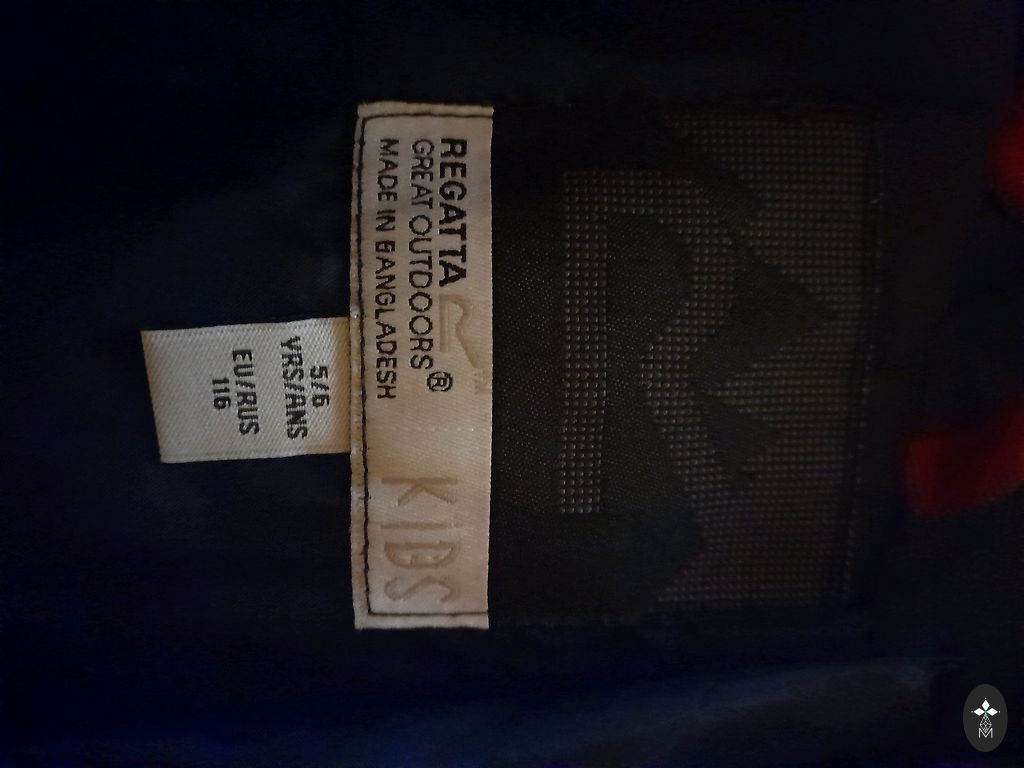 REGATTA
GREAT OUTDOORS®
MADE IN BANGLADESH
KIDS
5/6
YRS/ANS
EU/RUS
116
M